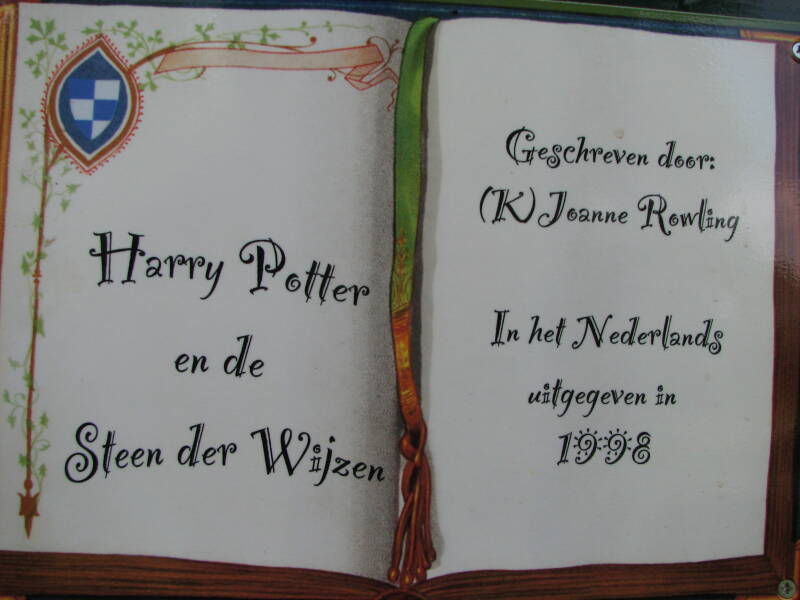 Harry Potter
en de
Steen der Wijzen
Geschreven door:
(K) Joanne Rowling
In het Nederlands
uitgegeven in
1998